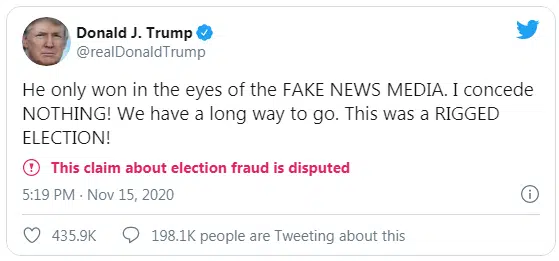 Donald J. Trump
@realDonaldTrump
He only won in the eyes of the FAKE NEWS MEDIA. I concede
NOTHING! We have a long way to go. This was a RIGGED
ELECTION!
This claim about election fraud is disputed
5:19 PM · Nov 15, 2020
435.9K 198.1K people are Tweeting about this